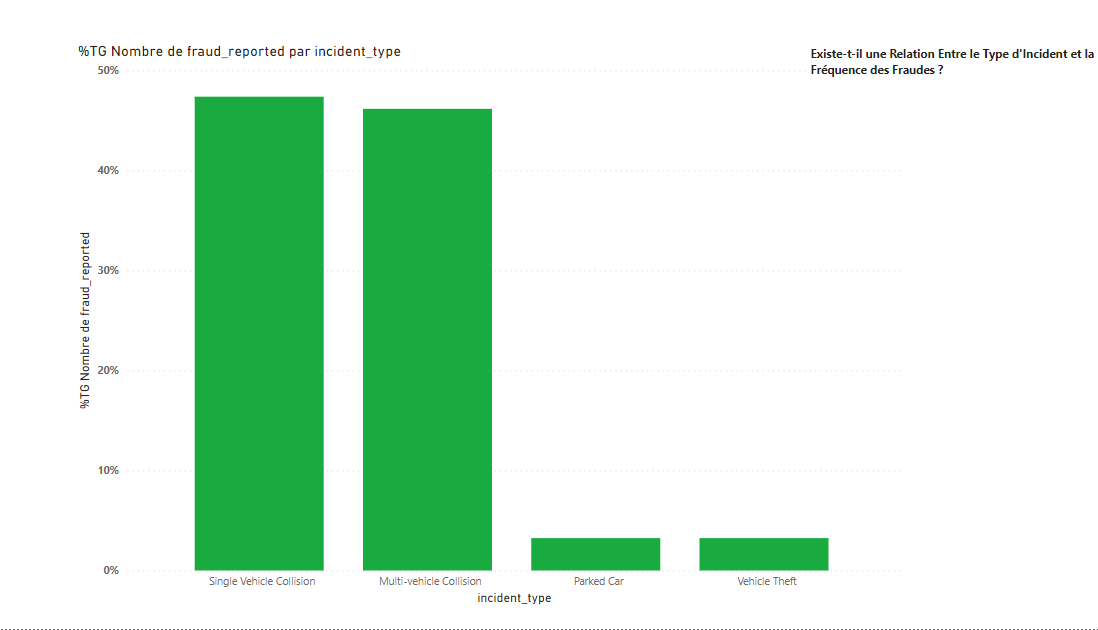 %TG Nombre de fraud_reported par incident_type
Existe-t-il une Relation Entre le Type d'Incident et la
Fréquence des Fraudes ?
50%
40%
30%
20%
10%
0%
%TG Nombre de fraud_reported
Single Vehicle Collision
Multi-vehicle Collision
Parked Car
Vehicle Theft
incident_type